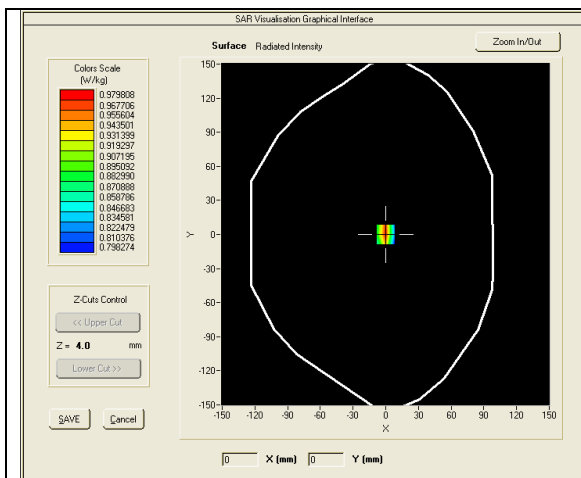 SAR Visualisation Graphical Interface
Surface Radiated Intensity
Zoom In/Out
Colors Scale
(W/kg)
0.979808
0.967706
0.955604
0.943501
0.931399
0.919297
0.907195
0.895092
0.882990
0.870888
0.858786
0.846683
0.834581
0.822479
0.810376
0.798274
Z-Cuts Control
<< Upper Cut
Z = 4.0 mm
Lower Cut >>
SAVE Cancel
150-
120-
90-
60-
30-
Y 0-
-30-
-60-
-90-
-120-
-150-
-150 -120 -90 -60 -30 0 30 60 90 120 150
X
0 X (mm) 0 Y (mm)